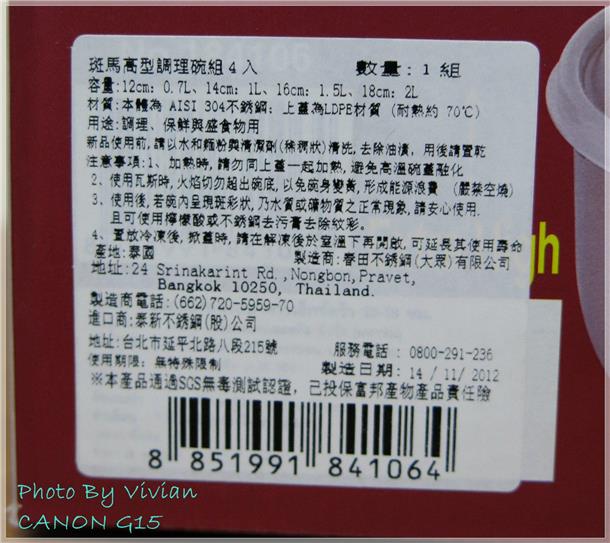 斑馬高型調理碗組4入 數量：1組
容量:12cm: 0.7L, 14cm: 1L, 16cm: 1.5L, 18cm: 2L
材質:本體為 AISI 304不銹鋼; 上蓋為LDPE材質 (耐熱約 70℃)
用途:調理、保鮮與盛食物用
新品使用前,請以水和麵粉與清潔劑(稀稠狀)清洗,去除油漬, 用後請置乾
注意事項:1、加熱時,請勿同上蓋一起加熱,避免高溫碗蓋融化
2、使用瓦斯時,火焰切勿超出碗底,以免碗身變黃,形成能源浪費 (嚴禁空燒)
3、使用後,若碗內呈現斑彩狀,乃水質或礦物質之正常現象,請安心使用.
且可使用檸檬酸或不銹鋼去污膏去除紋彩.
4、置放冷凍後,掀蓋時,請在解凍後於室溫下再開啟,可延長其使用壽命
產地:泰國 製造商:春田不銹鋼(大眾)有限公司
地址:24 Srinakarint Rd.,Nongbon,Pravet,
Bangkok 10250, Thailand.
製造商電話:(662)720-5959-70
進口商:泰新不銹鋼(股)公司
地址:台北市延平北路八段215號 服務電話：0800-291-236
使用期限：無特殊限制 製造日期：14/11/2012
※本產品通過SGS無毒測試認證, 已投保富邦產物產品責任險
8 851991 841064
gh
Photo By Vivian
CANON G15